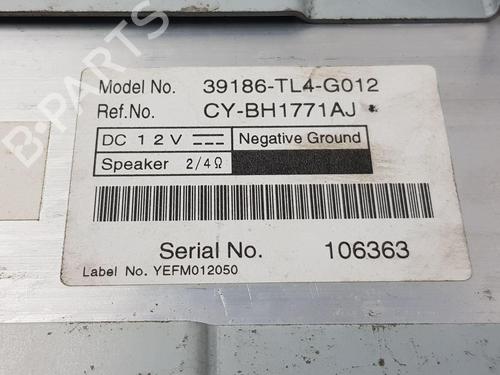 B-PARTS
Model No. 39186-TL4-G012
Ref.No. CY-BH1771AJ
DC 12V Negative Ground
Speaker 2/4Ω
Serial No. 106363
Label No. YEFM012050